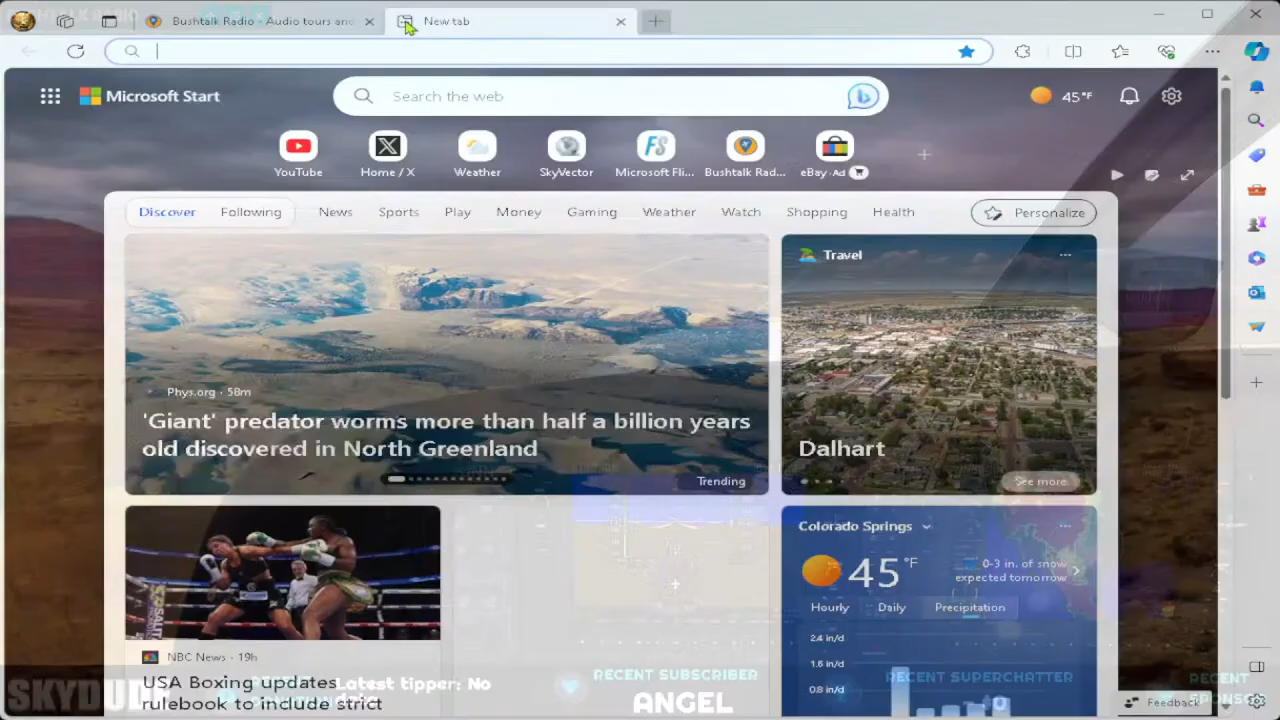 Bushtalk Radio - Audio tours and
New tab
Microsoft Start
Search the web
45°F
YouTube
Home / X
Weather
SkyVector
Microsoft Fli...
Bushtalk Rad...
eBay · Ad
Discover
Following
News
Sports
Play
Money
Gaming
Weather
Watch
Shopping
Health
Personalize
Travel
Phys.org · 58m
'Giant' predator worms more than half a billion years
old discovered in North Greenland
Trending
Dalhart
See more
Colorado Springs
45 °F
0-3 in. of snow
expected tomorrow
Hourly
Daily
Precipitation
2.4 in/d
1.6 in/d
0.8 in/d
NBC News · 19h
USA Boxing updates
rulebook to include strict
SKYDUD
Latest tipper: No
RECENT SUBSCRIBER
ANGEL
RECENT SUPERCHATTER
RECENT
Feedback